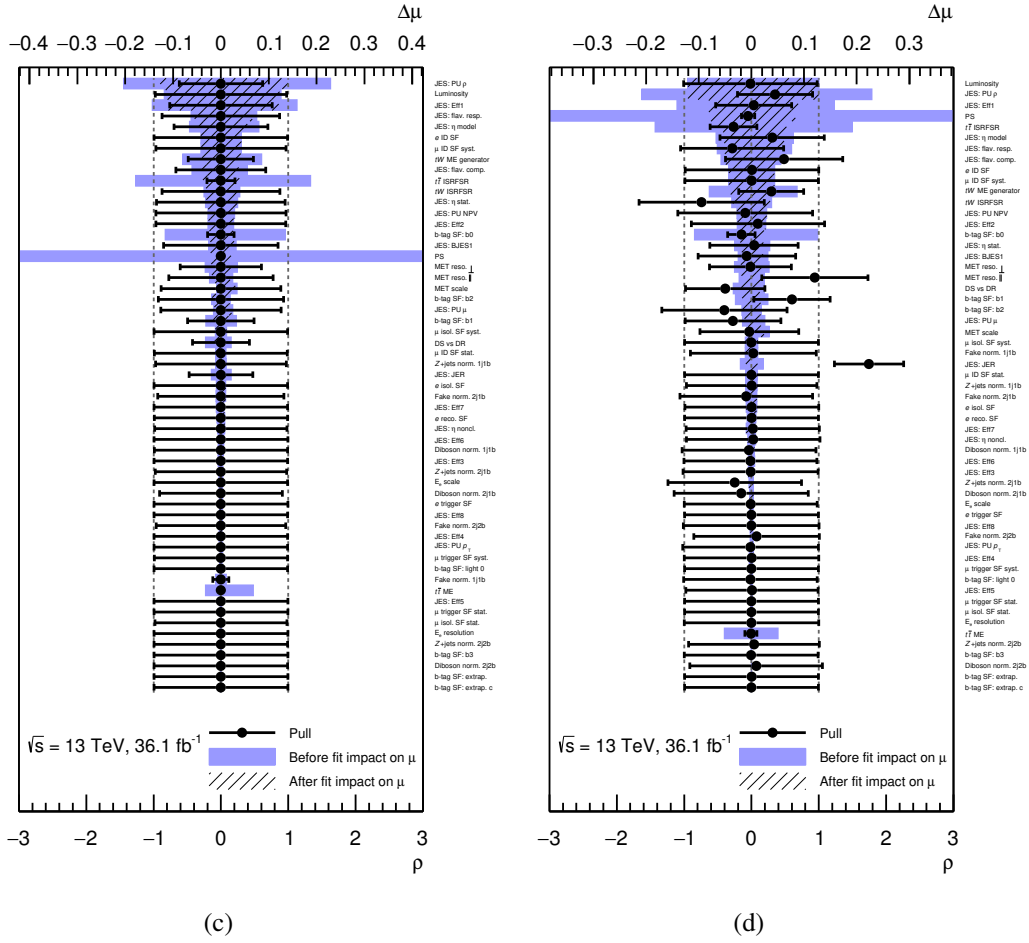 Δμ
−0.4 −0.3 −0.2 −0.1 0 0.1 0.2 0.3 0.4
JES: PU ρ
Luminosity
JES: Eff1
JES: flav. resp.
JES: η model
e ID SF
μ ID SF syst.
tW ME generator
JES: flav. comp.
tt̄ ISRFSR
tW ISRFSR
JES: η stat.
JES: PU NPV
JES: Eff2
b-tag SF: b0
JES: BJES1
PS
MET reso. ⊥
MET reso. ∥
MET scale
b-tag SF: b2
JES: PU μ
b-tag SF: b1
μ isol. SF syst.
DS vs DR
μ ID SF stat.
Z+jets norm. 1j1b
JES: JER
e isol. SF
Fake norm. 2j1b
JES: Eff7
e reco. SF
JES: η noncl.
JES: Eff6
Diboson norm. 1j1b
JES: Eff3
Z+jets norm. 2j1b
Eₑ scale
Diboson norm. 2j1b
e trigger SF
JES: Eff8
Fake norm. 2j2b
JES: Eff4
JES: PU p_T
μ trigger SF syst.
b-tag SF: light 0
Fake norm. 1j1b
tt̄ ME
JES: Eff5
μ trigger SF stat.
μ isol. SF stat.
Eₑ resolution
Z+jets norm. 2j2b
b-tag SF: b3
Diboson norm. 2j2b
b-tag SF: extrap.
b-tag SF: extrap. c
√s = 13 TeV, 36.1 fb⁻¹
Pull
Before fit impact on μ
After fit impact on μ
−3 −2 −1 0 1 2 3
ρ
(c)
Δμ
−0.3 −0.2 −0.1 0 0.1 0.2 0.3
Luminosity
JES: PU ρ
JES: Eff1
PS
tt̄ ISRFSR
JES: η model
JES: flav. resp.
JES: flav. comp.
e ID SF
μ ID SF syst.
tW ME generator
tW ISRFSR
JES: PU NPV
JES: Eff2
b-tag SF: b0
JES: η stat.
JES: BJES1
MET reso. ⊥
MET reso. ∥
DS vs DR
b-tag SF: b1
b-tag SF: b2
JES: PU μ
MET scale
μ isol. SF syst.
Fake norm. 1j1b
JES: JER
μ ID SF stat.
Z+jets norm. 1j1b
Fake norm. 2j1b
e isol. SF
e reco. SF
JES: Eff7
JES: η noncl.
Diboson norm. 1j1b
JES: Eff6
JES: Eff3
Z+jets norm. 2j1b
Diboson norm. 2j1b
Eₑ scale
e trigger SF
JES: Eff8
Fake norm. 2j2b
JES: PU p_T
JES: Eff4
μ trigger SF syst.
b-tag SF: light 0
JES: Eff5
μ trigger SF stat.
μ isol. SF stat.
Eₑ resolution
tt̄ ME
Z+jets norm. 2j2b
b-tag SF: b3
Diboson norm. 2j2b
b-tag SF: extrap.
b-tag SF: extrap. c
√s = 13 TeV, 36.1 fb⁻¹
Pull
Before fit impact on μ
After fit impact on μ
−3 −2 −1 0 1 2 3
ρ
(d)